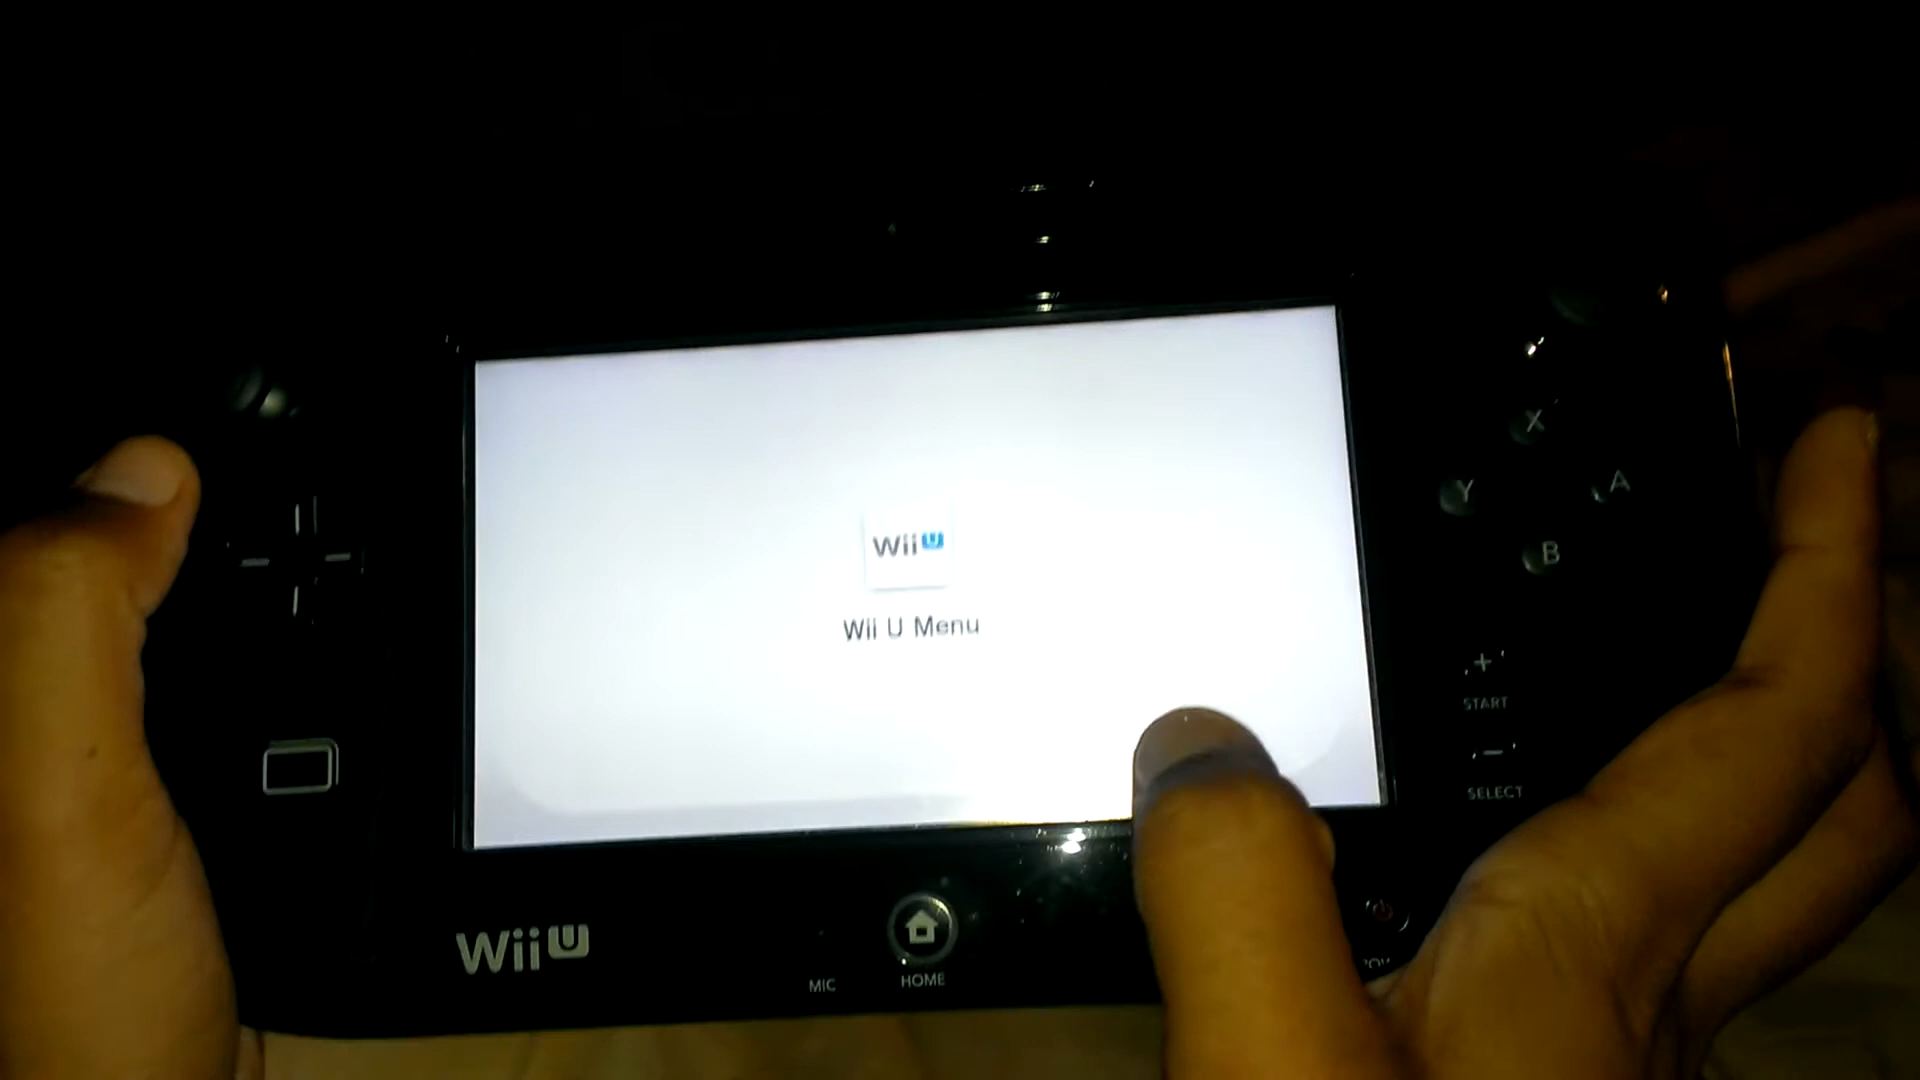 X
Y
A
B
Wii U
Wii U Menu
+
START
-
SELECT
Wii U
MIC
HOME